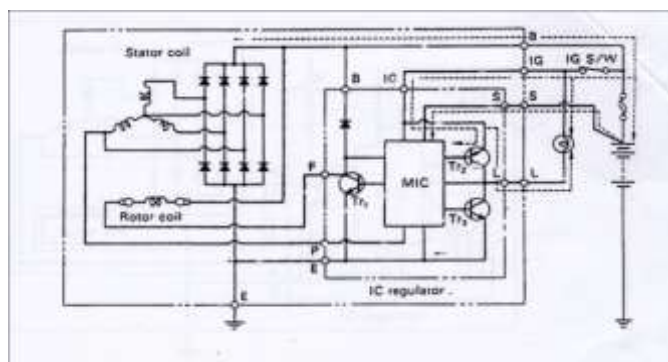 Stator coil
B
IG
IG S/W
B
IC
S
S
F
Tr₁
MIC
Tr₂
L
L
Rotor coil
Tr₃
P
E
IC regulator
E